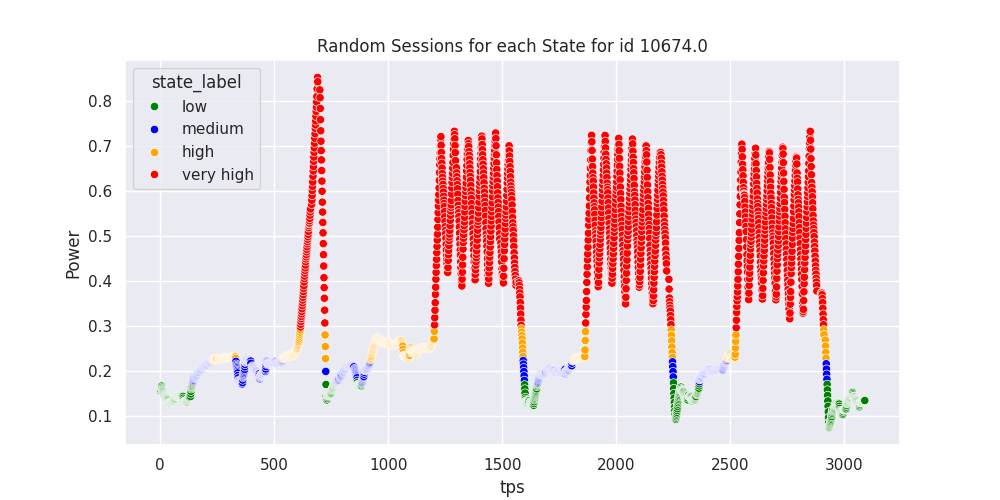 Random Sessions for each State for id 10674.0
state_label
low
medium
high
very high
Power
0.8
0.7
0.6
0.5
0.4
0.3
0.2
0.1
0 500 1000 1500 2000 2500 3000
tps